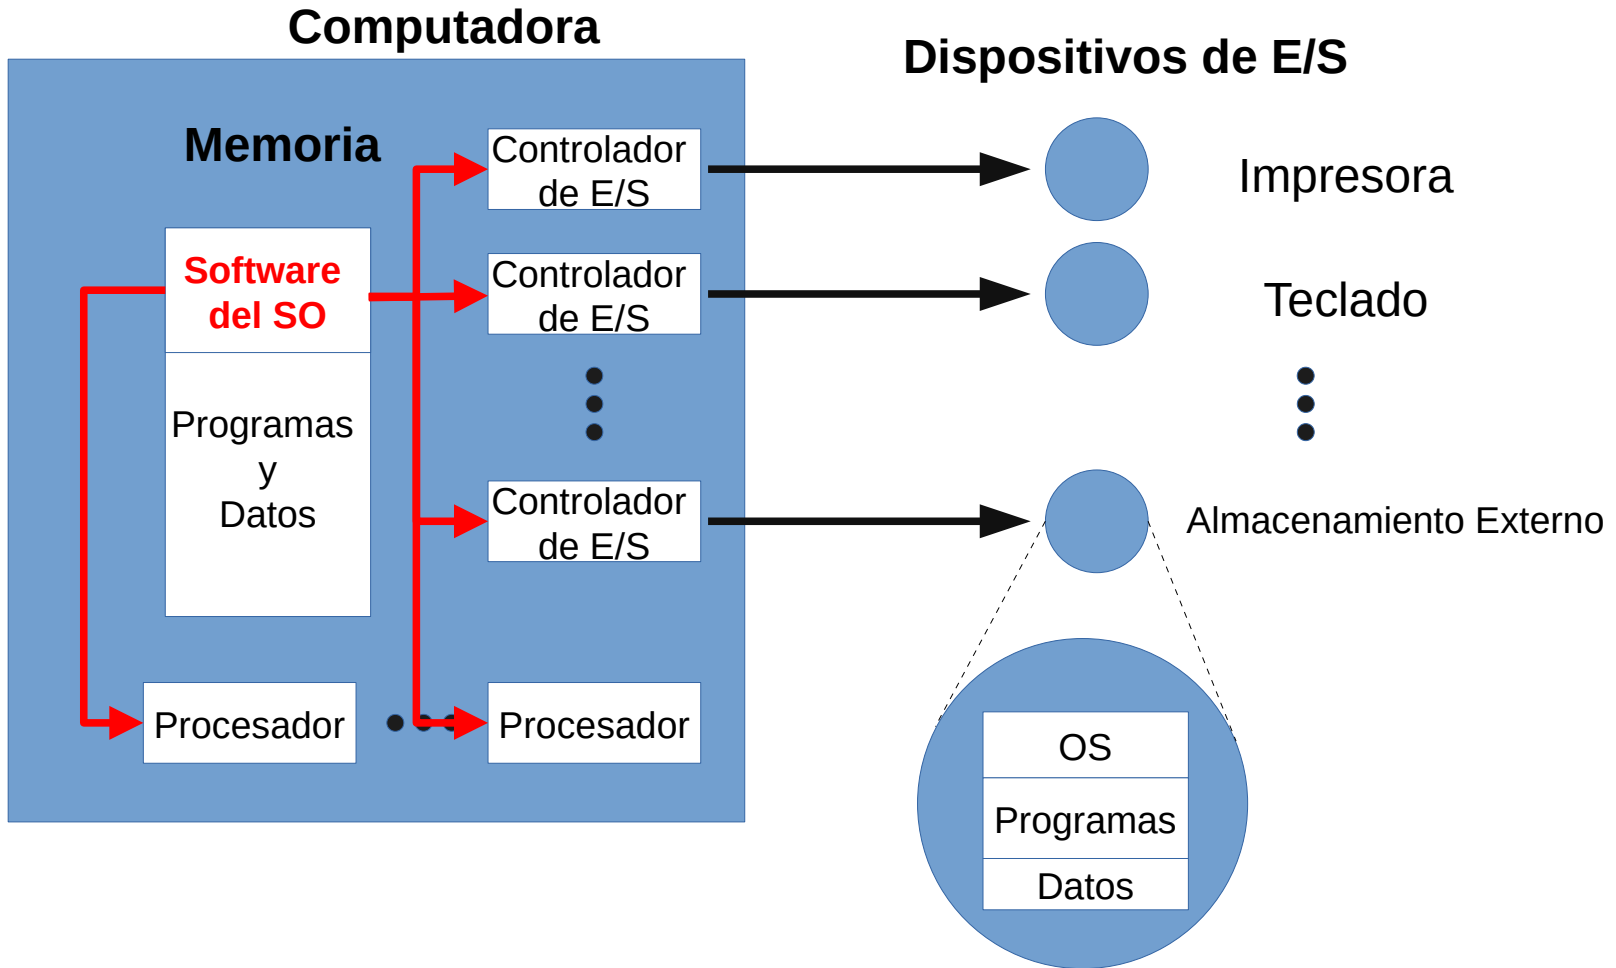 Computadora
Dispositivos de E/S
Memoria
Controlador
de E/S
Impresora
Software
del SO
Controlador
de E/S
Teclado
Programas
y
Datos
Controlador
de E/S
Almacenamiento Externo
Procesador
Procesador
OS
Programas
Datos